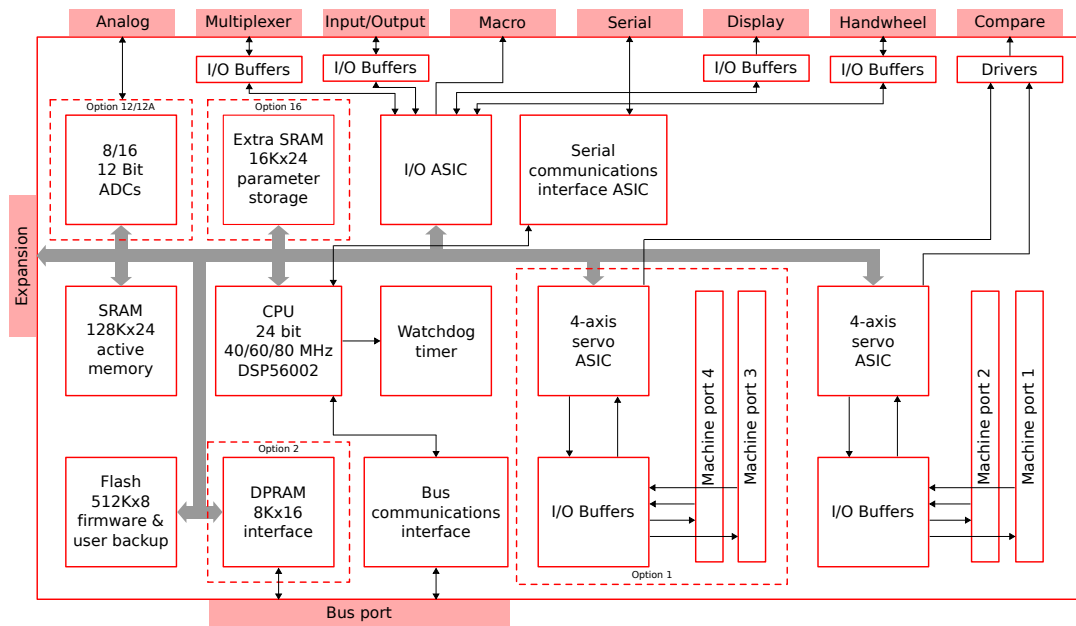 Analog
Multiplexer
Input/Output
Macro
Serial
Display
Handwheel
Compare
I/O Buffers
I/O Buffers
I/O Buffers
I/O Buffers
Drivers
Option 12/12A
8/16
12 Bit
ADCs
Option 16
Extra SRAM
16Kx24
parameter
storage
I/O ASIC
Serial
communications
interface ASIC
Expansion
SRAM
128Kx24
active
memory
CPU
24 bit
40/60/80 MHz
DSP56002
Watchdog
timer
4-axis
servo
ASIC
Machine port 4
Machine port 3
4-axis
servo
ASIC
Machine port 2
Machine port 1
Flash
512Kx8
firmware &
user backup
Option 2
DPRAM
8Kx16
interface
Bus
communications
interface
I/O Buffers
I/O Buffers
Option 1
Bus port